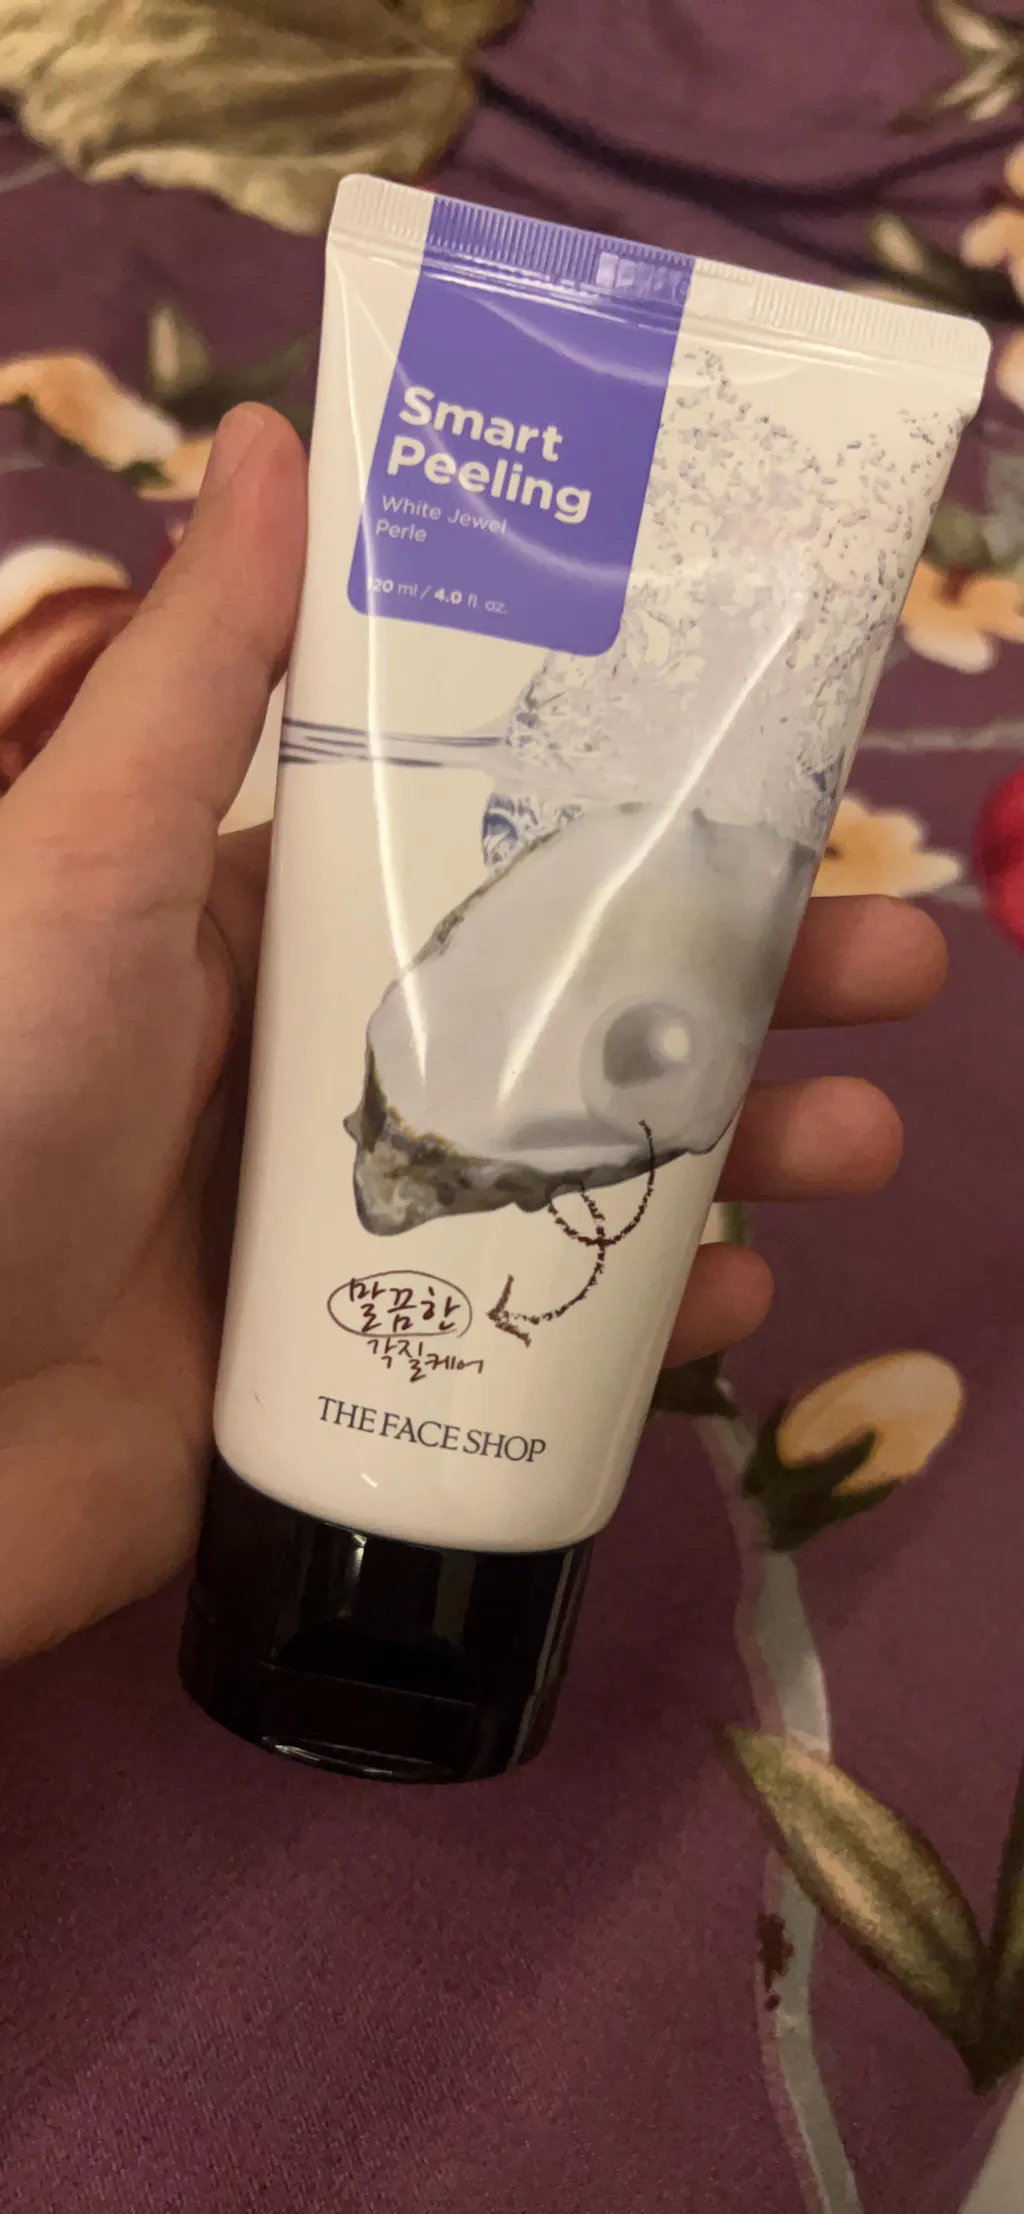 Smart
Peeling
White Jewel
Perle
120 ml / 4.0 fl. oz.
말끔한
각질케어
THE FACE SHOP